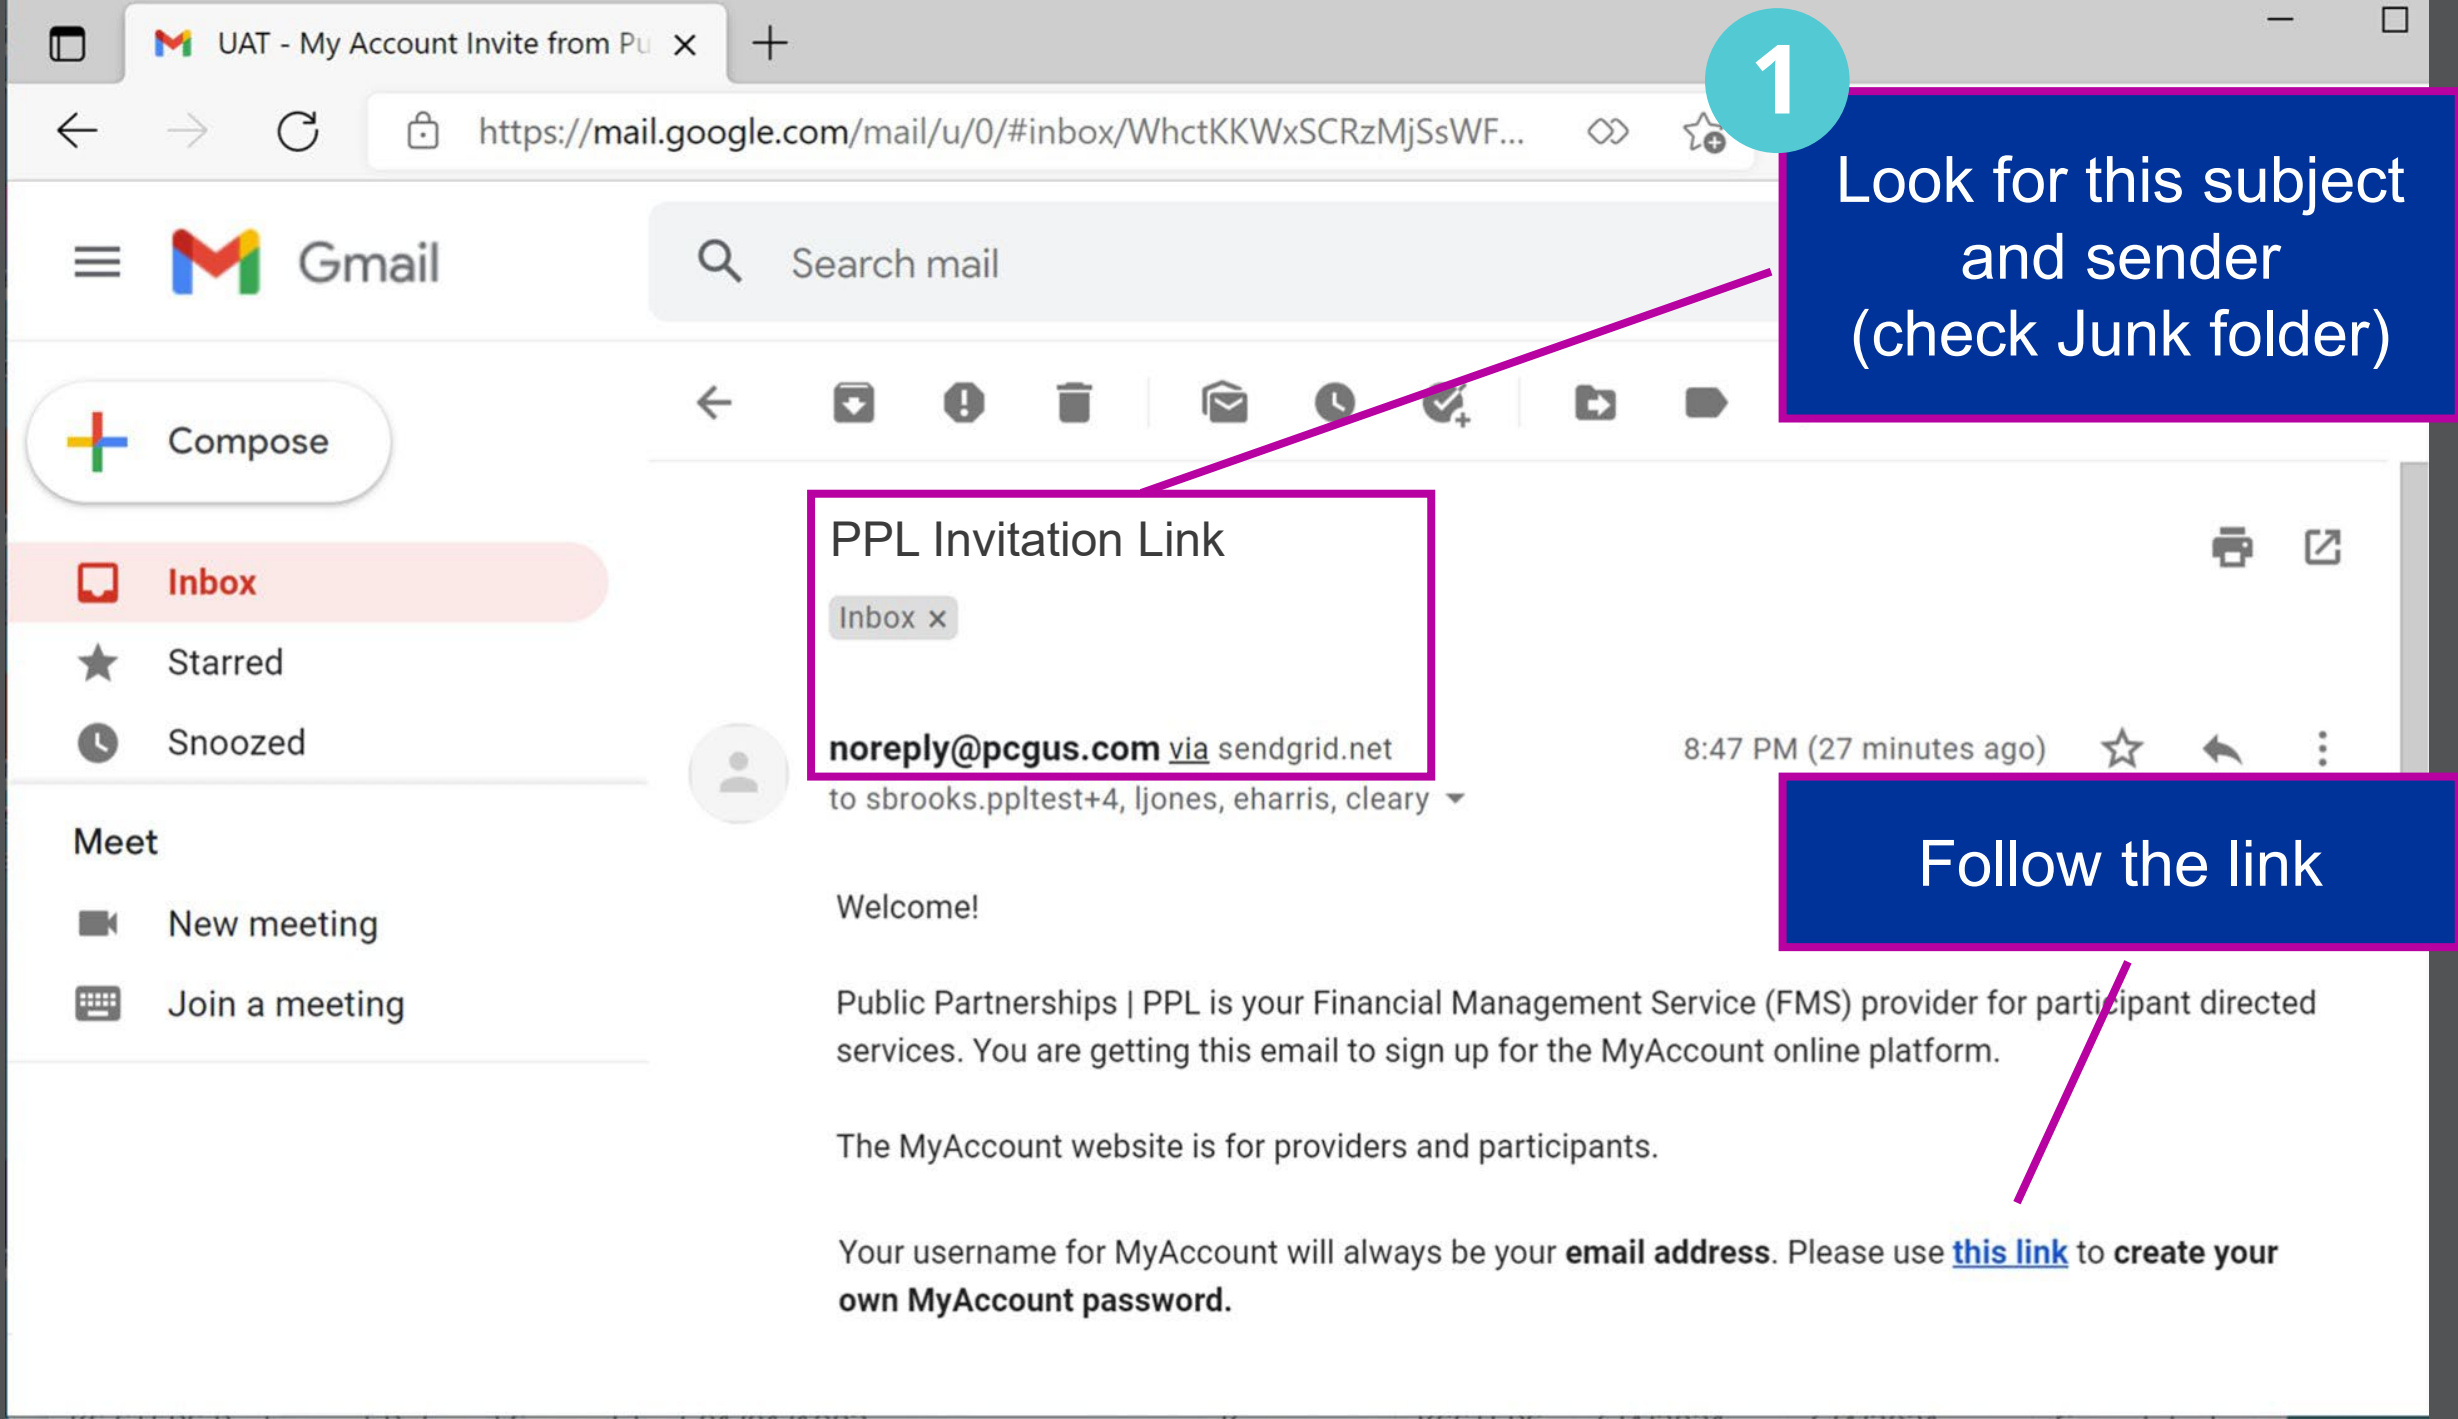 UAT - My Account Invite from Pu
https://mail.google.com/mail/u/0/#inbox/WhctKKWxSCRzMjSsWF...
1
Look for this subject
and sender
(check Junk folder)
Gmail
Search mail
Compose
Inbox
Starred
Snoozed
Meet
New meeting
Join a meeting
PPL Invitation Link
Inbox ×
noreply@pcgus.com via sendgrid.net
8:47 PM (27 minutes ago)
to sbrooks.ppltest+4, ljones, eharris, cleary
Follow the link
Welcome!
Public Partnerships | PPL is your Financial Management Service (FMS) provider for participant directed
services. You are getting this email to sign up for the MyAccount online platform.
The MyAccount website is for providers and participants.
Your username for MyAccount will always be your email address. Please use this link to create your
own MyAccount password.